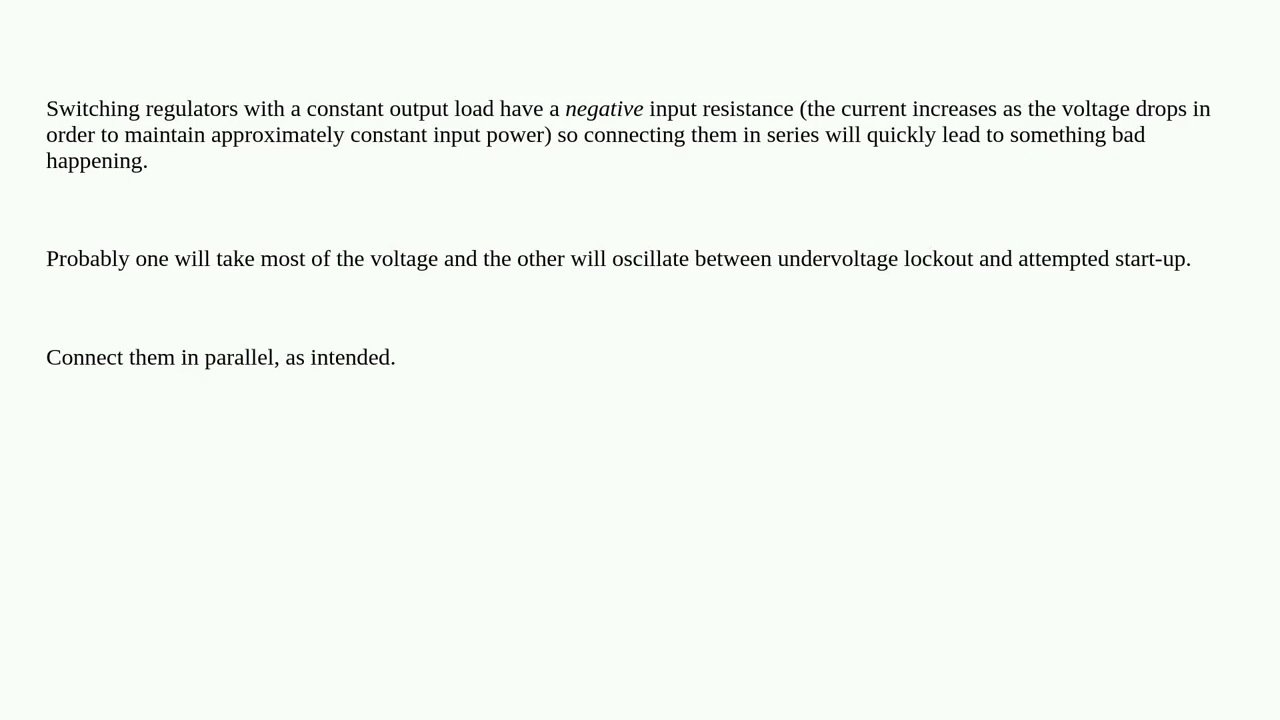 Switching regulators with a constant output load have a negative input resistance (the current increases as the voltage drops in
order to maintain approximately constant input power) so connecting them in series will quickly lead to something bad
happening.
Probably one will take most of the voltage and the other will oscillate between undervoltage lockout and attempted start-up.
Connect them in parallel, as intended.